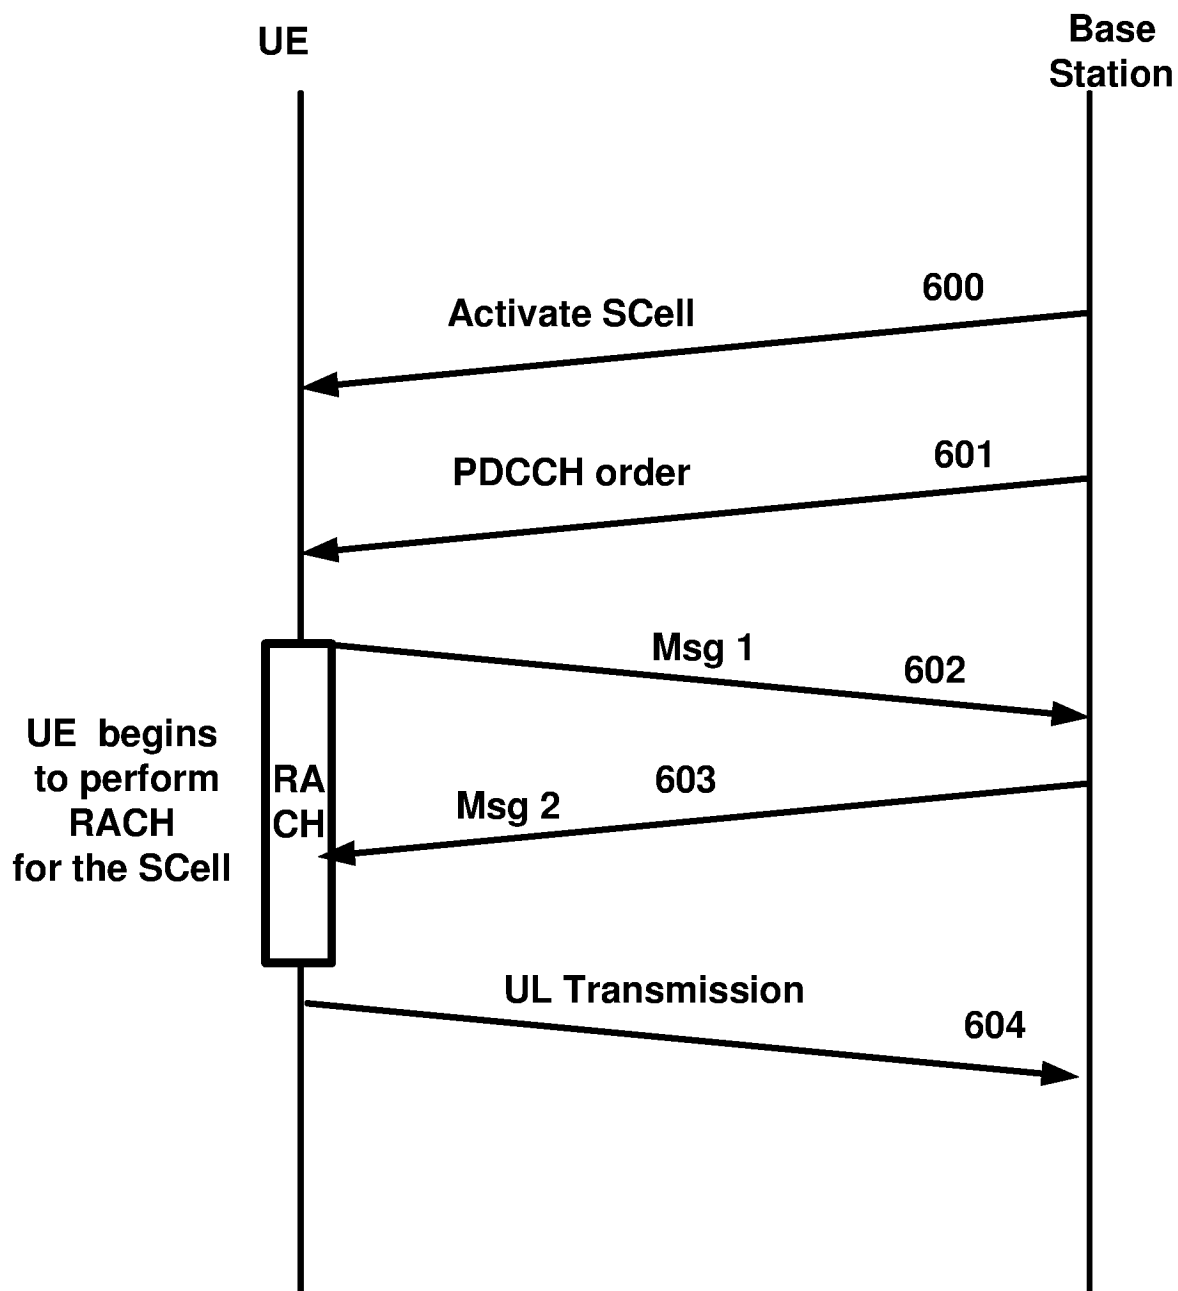 UE
Base
Station
600
Activate SCell
601
PDCCH order
Msg 1
602
UE begins
to perform
RACH
for the SCell
RA
CH
603
Msg 2
UL Transmission
604